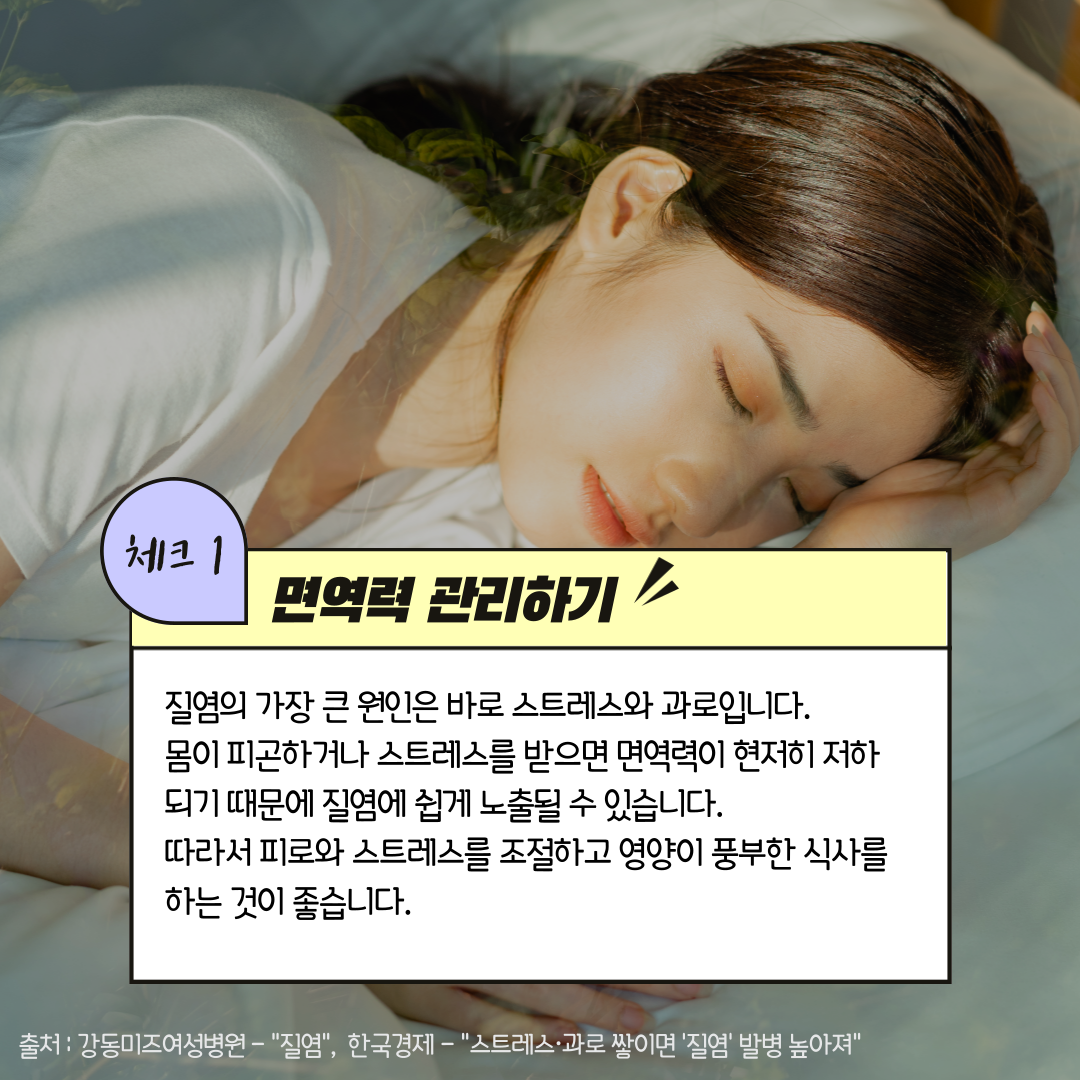 체크 1
면역력 관리하기
질염의 가장 큰 원인은 바로 스트레스와 과로입니다.
몸이 피곤하거나 스트레스를 받으면 면역력이 현저히 저하
되기 때문에 질염에 쉽게 노출될 수 있습니다.
따라서 피로와 스트레스를 조절하고 영양이 풍부한 식사를
하는 것이 좋습니다.
출처 : 강동미즈여성병원 - "질염", 한국경제 - "스트레스·과로 쌓이면 '질염' 발병 높아져"